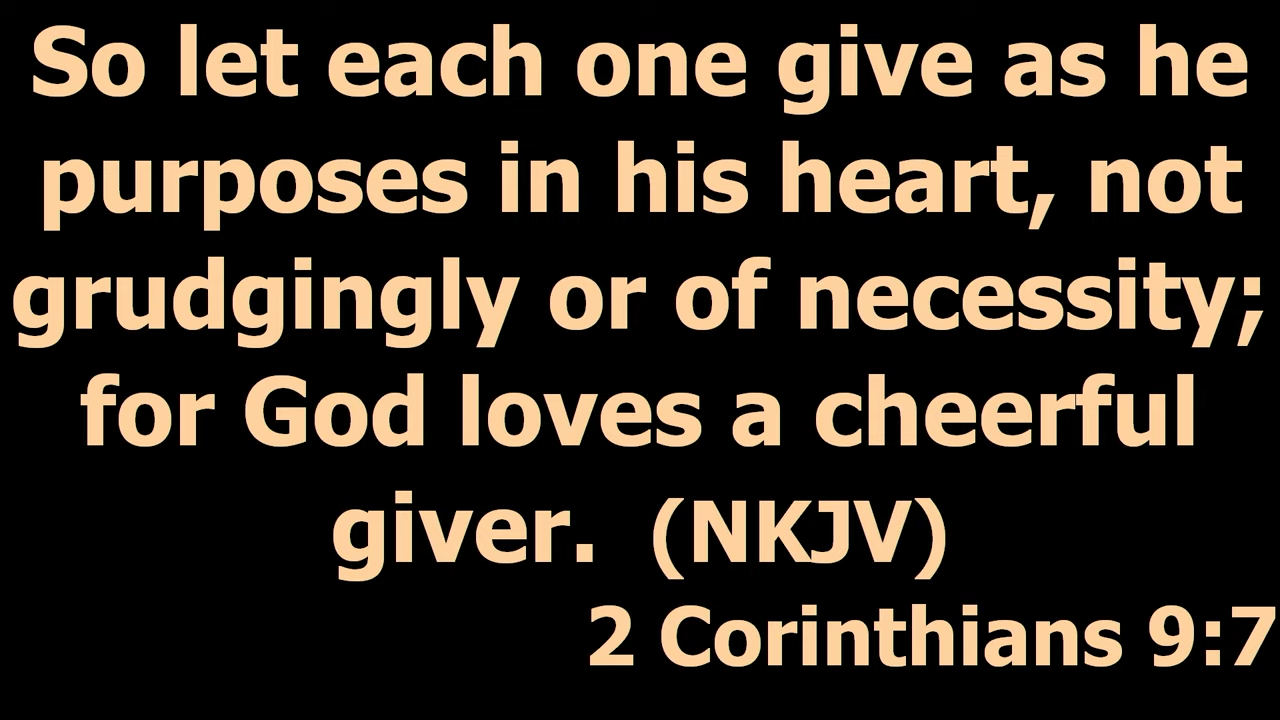 So let each one give as he
purposes in his heart, not
grudgingly or of necessity;
for God loves a cheerful
giver. (NKJV)
2 Corinthians 9:7